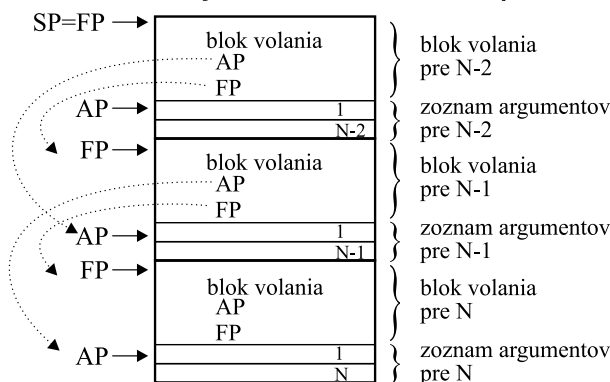 SP=FP
blok volania
AP
FP
blok volania
pre N-2
AP
1
N-2
zoznam argumentov
pre N-2
FP
blok volania
AP
FP
blok volania
pre N-1
AP
1
N-1
zoznam argumentov
pre N-1
FP
blok volania
AP
FP
blok volania
pre N
AP
1
N
zoznam argumentov
pre N